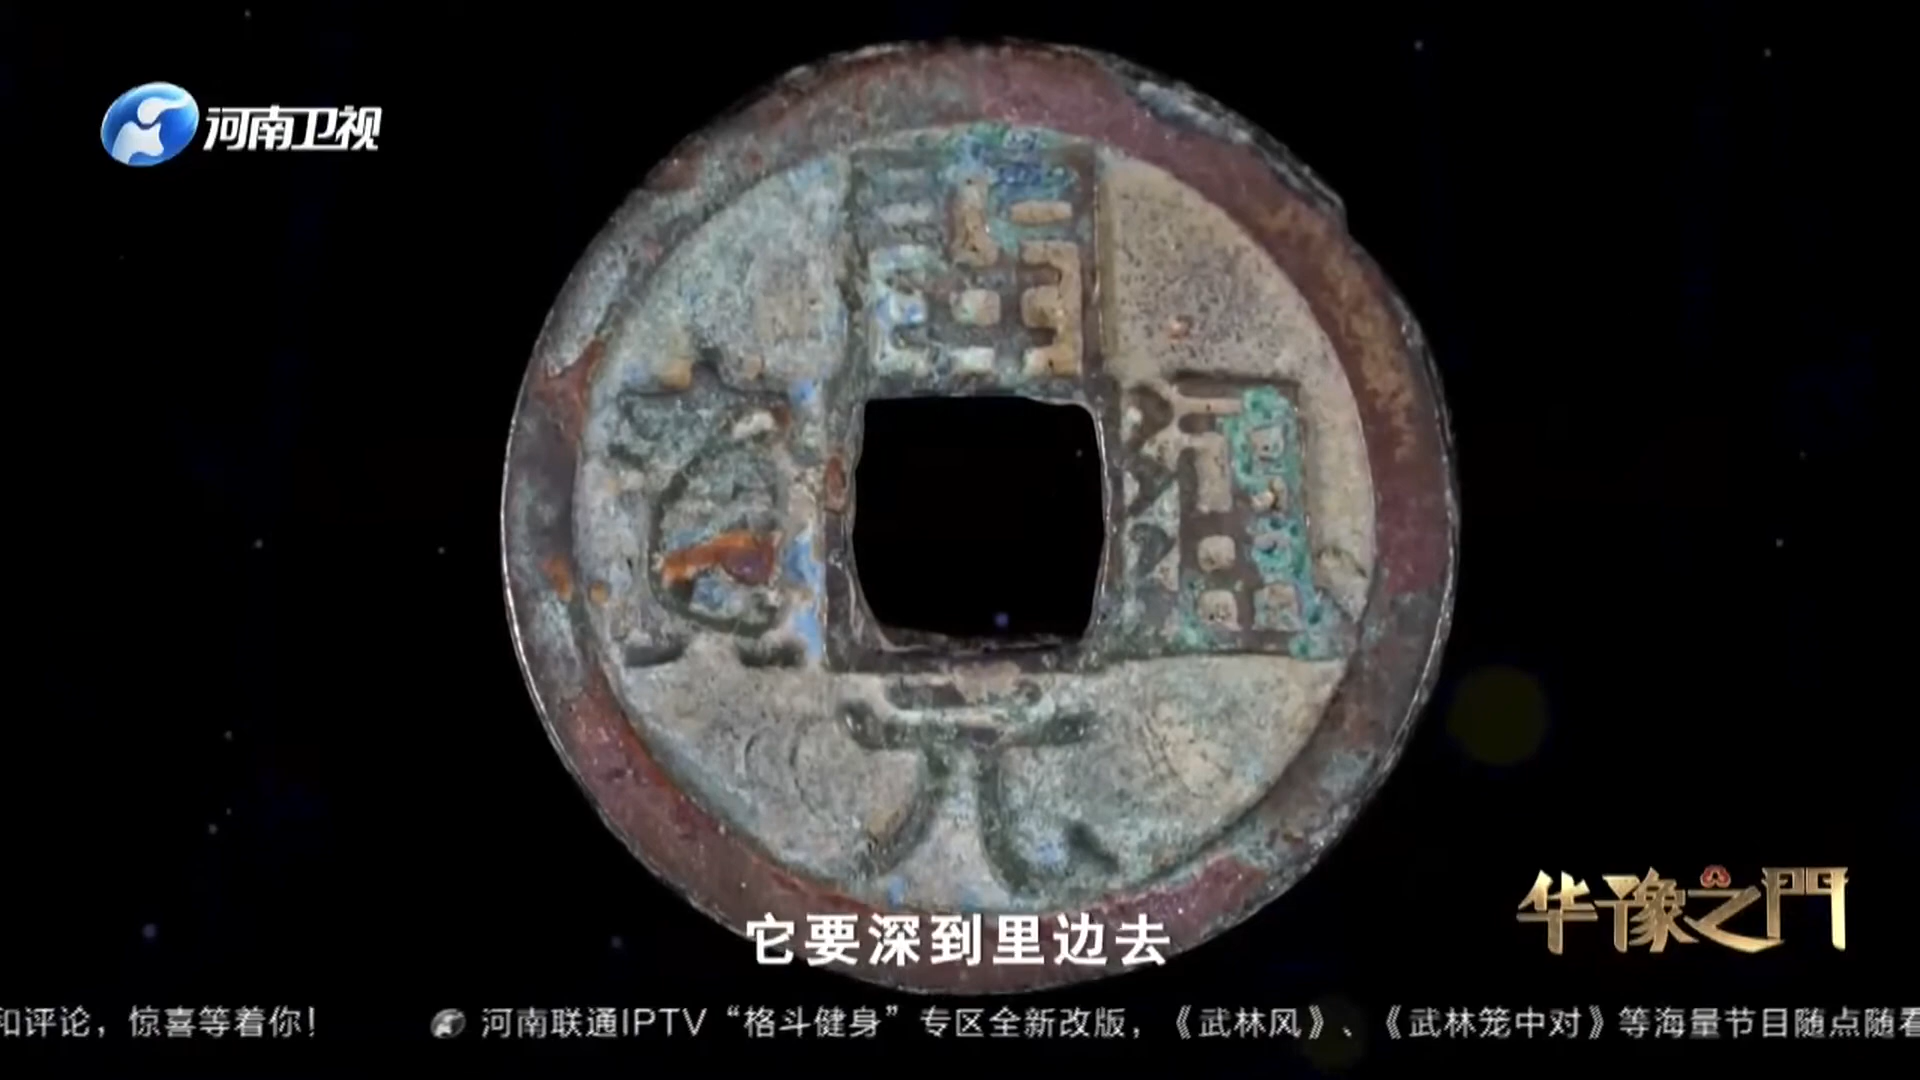 河南卫视
開
通
元
它要深到里边去
华豫之門
和评论，惊喜等着你！ 河南联通IPTV“格斗健身”专区全新改版，《武林风》、《武林笼中对》等海量节目随点随看